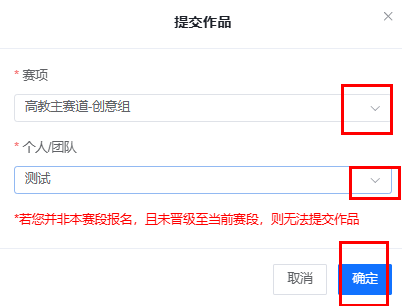 提交作品
* 赛项
高教主赛道-创意组
* 个人/团队
测试
*若您并非本赛段报名，且未晋级至当前赛段，则无法提交作品
取消 确定